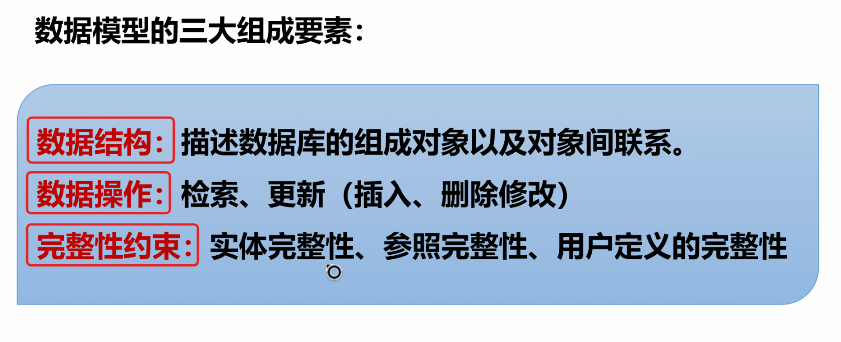 数据模型的三大组成要素：
数据结构：描述数据库的组成对象以及对象间联系。
数据操作：检索、更新（插入、删除修改）
完整性约束：实体完整性、参照完整性、用户定义的完整性